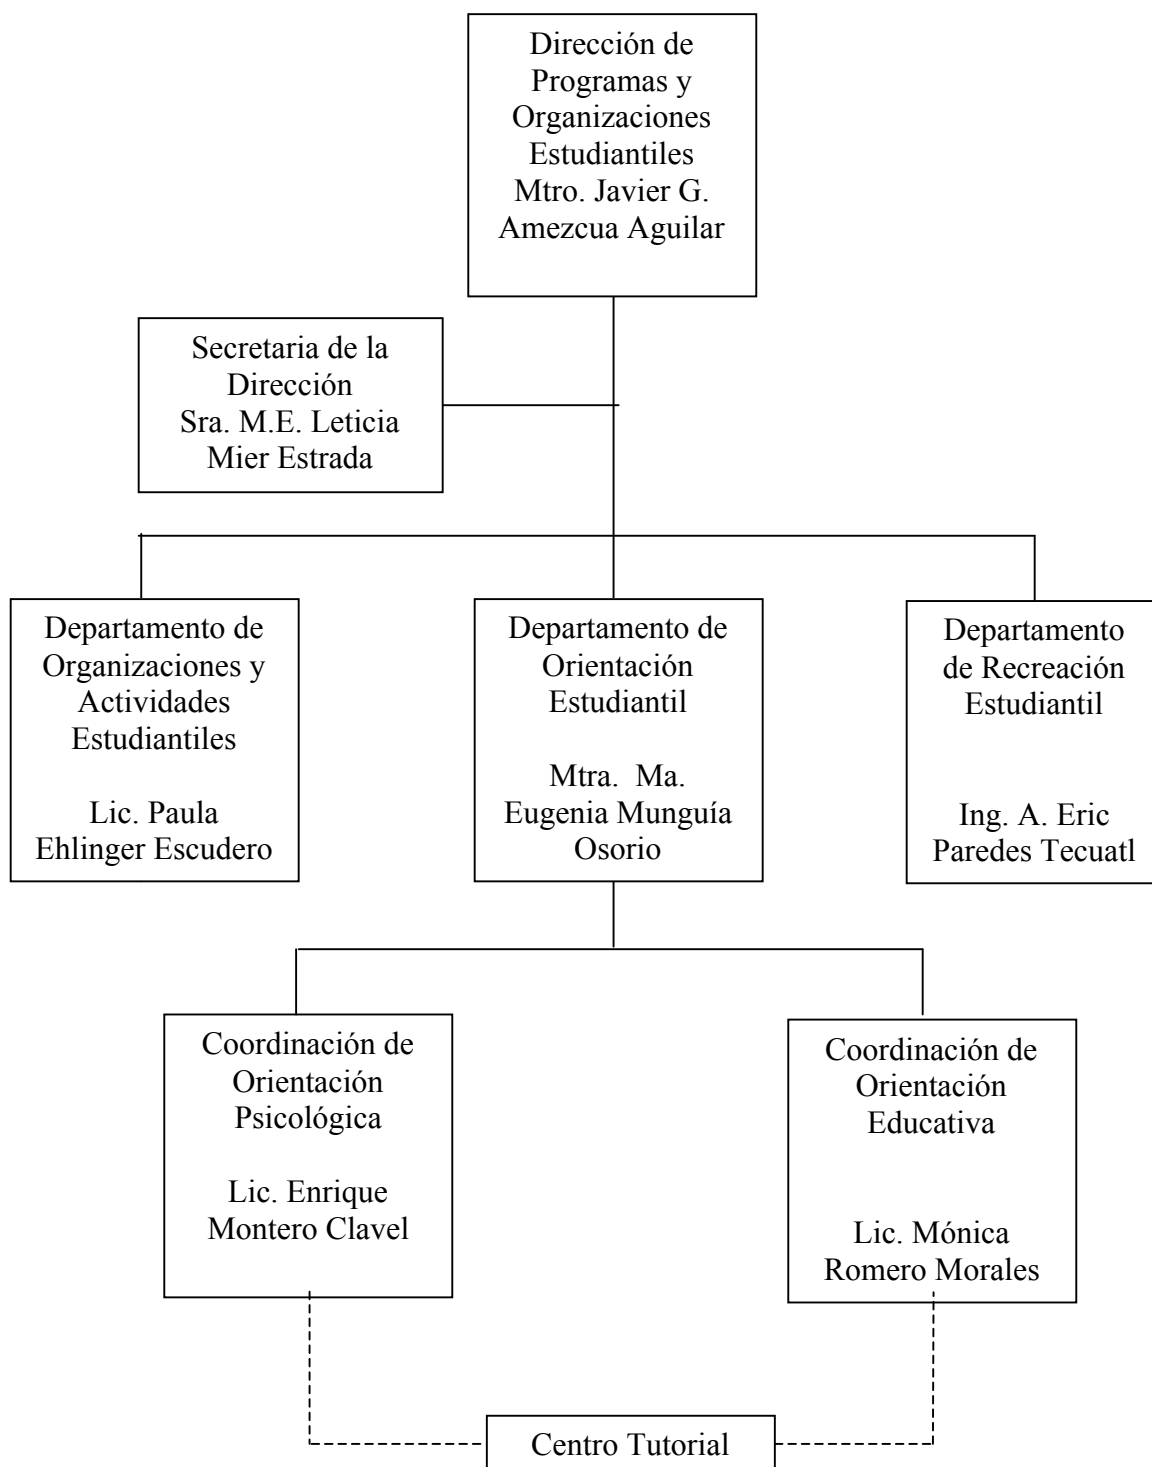 Dirección de
Programas y
Organizaciones
Estudiantiles
Mtro. Javier G.
Amezcua Aguilar
Secretaria de la
Dirección
Sra. M.E. Leticia
Mier Estrada
Departamento de
Organizaciones y
Actividades
Estudiantiles
Lic. Paula
Ehlinger Escudero
Departamento de
Orientación
Estudiantil
Mtra. Ma.
Eugenia Munguía
Osorio
Departamento
de Recreación
Estudiantil
Ing. A. Eric
Paredes Tecuatl
Coordinación de
Orientación
Psicológica
Lic. Enrique
Montero Clavel
Coordinación de
Orientación
Educativa
Lic. Mónica
Romero Morales
Centro Tutorial